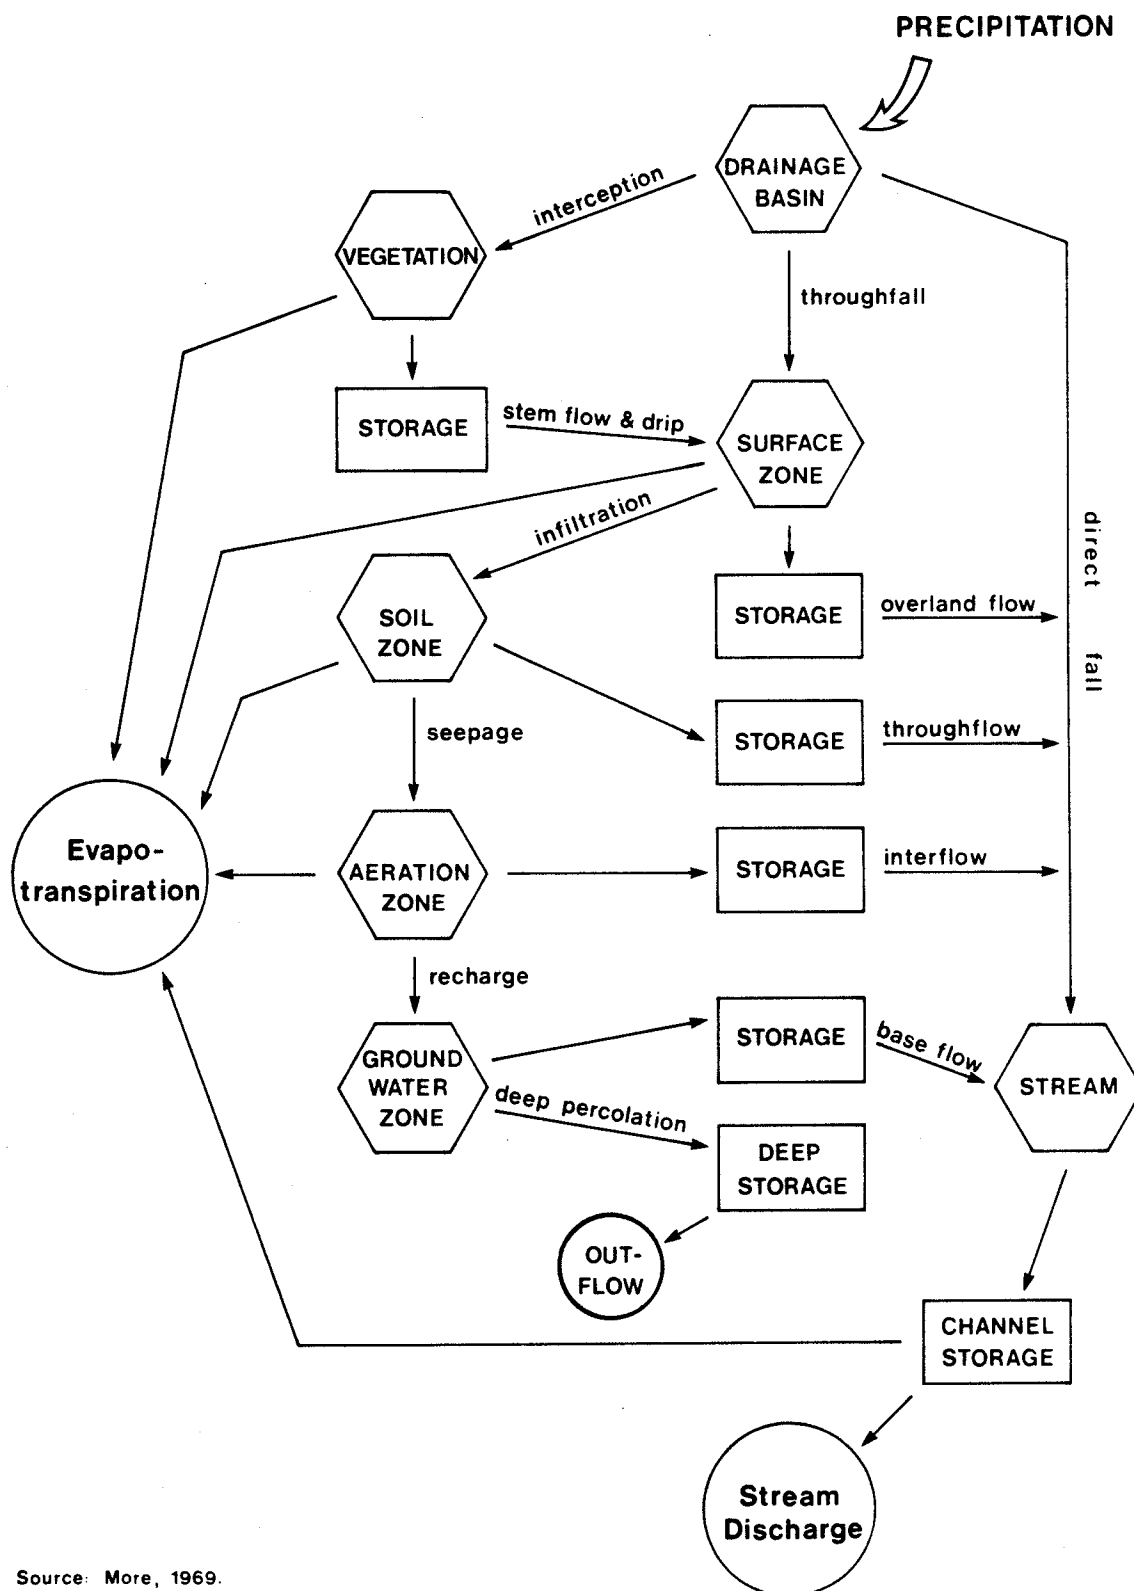 PRECIPITATION
DRAINAGE
BASIN
interception
VEGETATION
throughfall
STORAGE
stem flow & drip
SURFACE
ZONE
infiltration
direct fall
SOIL
ZONE
STORAGE
overland flow
seepage
STORAGE
throughflow
Evapo-
transpiration
AERATION
ZONE
STORAGE
interflow
recharge
GROUND
WATER
ZONE
STORAGE
base flow
STREAM
deep percolation
DEEP
STORAGE
OUT-
FLOW
CHANNEL
STORAGE
Stream
Discharge
Source: More, 1969.